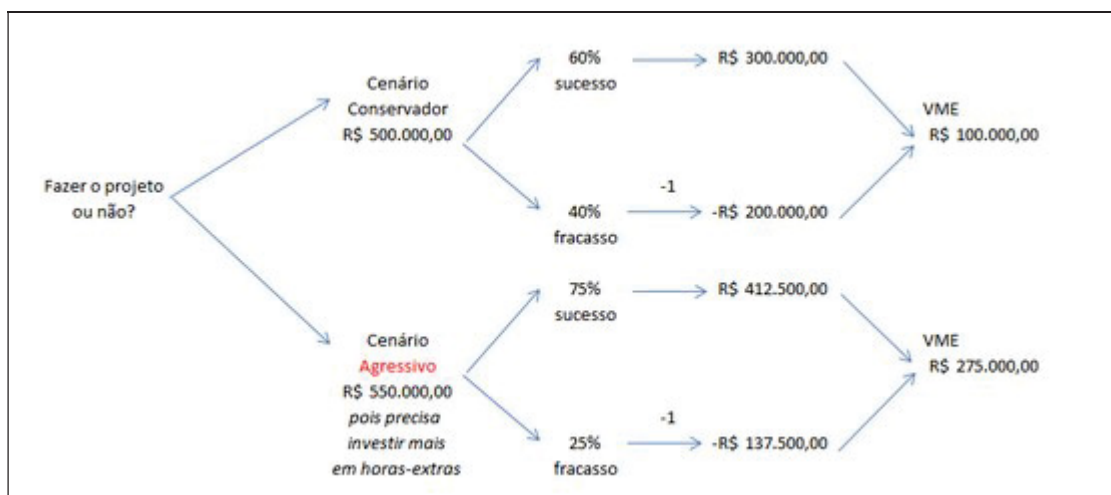 Fazer o projeto
ou não?
Cenário
Conservador
R$ 500.000,00
60%
sucesso
R$ 300.000,00
40%
fracasso
-1
-R$ 200.000,00
VME
R$ 100.000,00
Cenário
Agressivo
R$ 550.000,00
pois precisa
investir mais
em horas-extras
75%
sucesso
R$ 412.500,00
25%
fracasso
-1
-R$ 137.500,00
VME
R$ 275.000,00